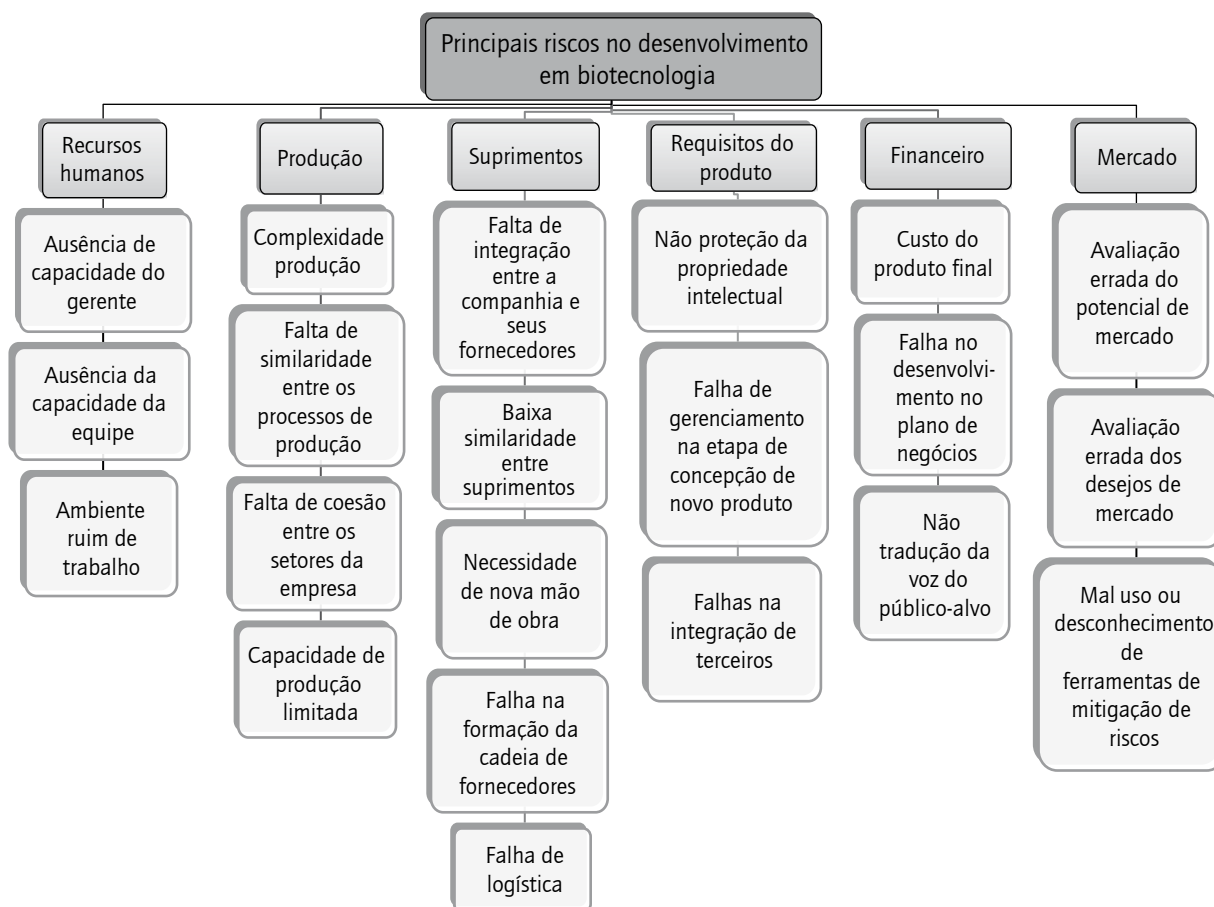 Principais riscos no desenvolvimento
em biotecnologia
Recursos
humanos
Ausência de
capacidade do
gerente
Ausência da
capacidade da
equipe
Ambiente
ruim de
trabalho
Produção
Complexidade
produção
Falta de
similaridade
entre os
processos de
produção
Falta de coesão
entre os
setores da
empresa
Capacidade de
produção
limitada
Suprimentos
Falta de
integração
entre a
companhia e
seus
fornecedores
Baixa
similaridade
entre
suprimentos
Necessidade
de nova mão
de obra
Falha na
formação da
cadeia de
fornecedores
Falha de
logística
Requisitos do
produto
Não proteção da
propriedade
intelectual
Falha de
gerenciamento
na etapa de
concepção de
novo produto
Falhas na
integração de
terceiros
Financeiro
Custo do
produto final
Falha no
desenvolvi-
mento no
plano de
negócios
Não
tradução da
voz do
público-alvo
Mercado
Avaliação
errada do
potencial de
mercado
Avaliação
errada dos
desejos de
mercado
Mal uso ou
desconhecimento
de
ferramentas de
mitigação de
riscos